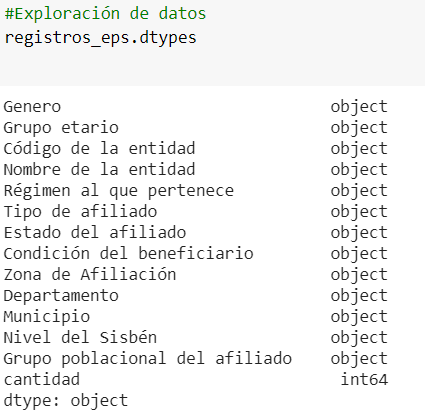 #Exploración de datos
registros_eps.dtypes
Genero object
Grupo etario object
Código de la entidad object
Nombre de la entidad object
Régimen al que pertenece object
Tipo de afiliado object
Estado del afiliado object
Condición del beneficiario object
Zona de Afiliación object
Departamento object
Municipio object
Nivel del Sisbén object
Grupo poblacional del afiliado object
cantidad int64
dtype: object